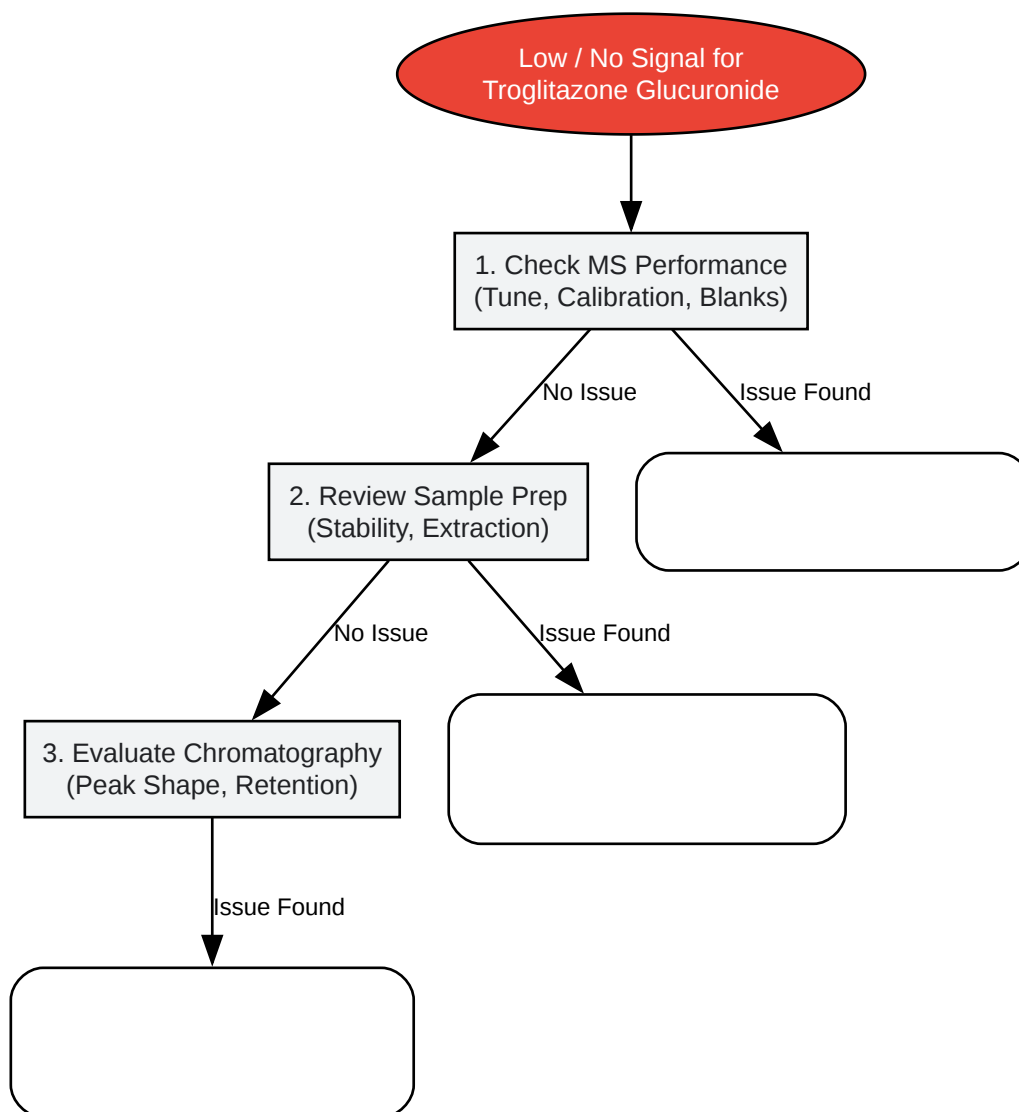 Low / No Signal for
Troglitazone Glucuronide
1. Check MS Performance
(Tune, Calibration, Blanks)
No Issue
Issue Found
2. Review Sample Prep
(Stability, Extraction)
No Issue
Issue Found
3. Evaluate Chromatography
(Peak Shape, Retention)
Issue Found